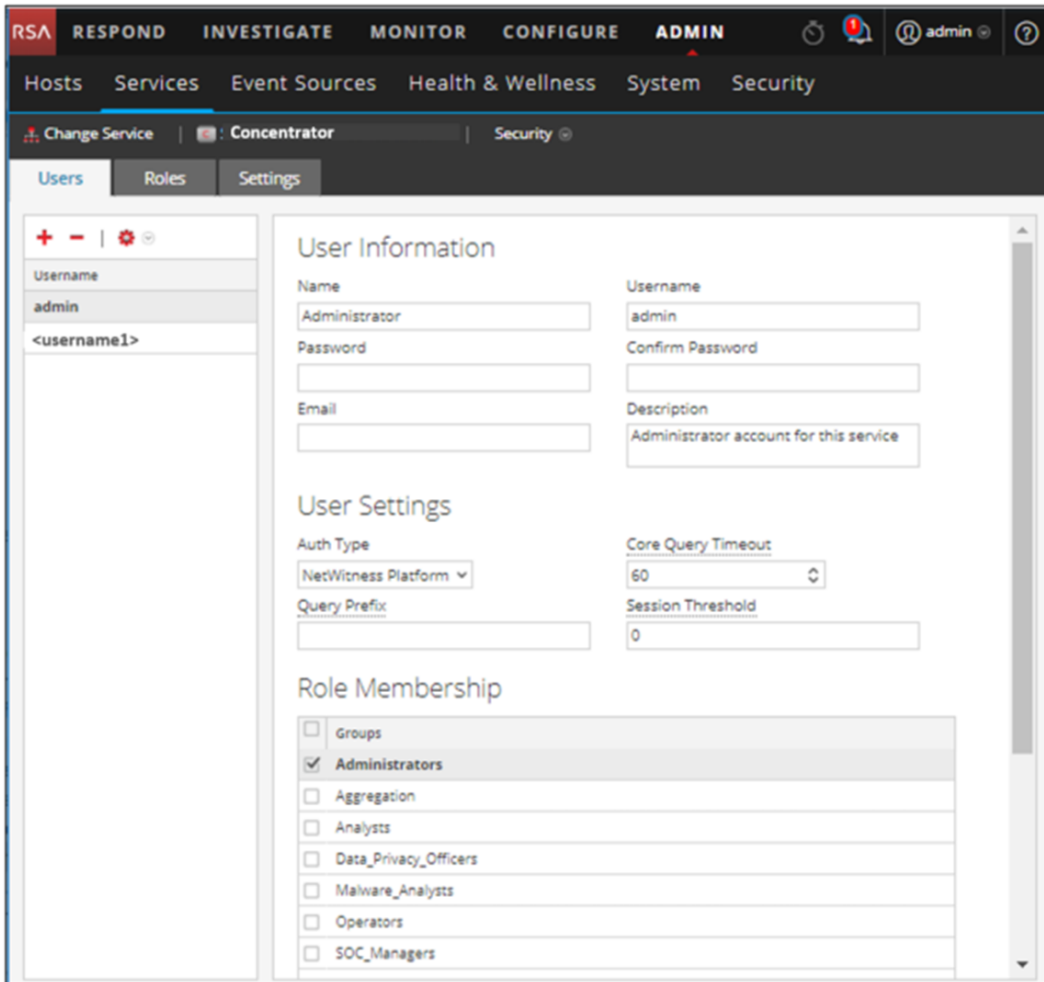 RSA RESPOND INVESTIGATE MONITOR CONFIGURE ADMIN 1 admin ?
Hosts Services Event Sources Health & Wellness System Security
Change Service | Concentrator | Security
Users Roles Settings
Username
admin
<username1>
User Information
Name Username
Administrator admin
Password Confirm Password
Email Description
Administrator account for this service
User Settings
Auth Type Core Query Timeout
NetWitness Platform 60
Query Prefix Session Threshold
0
Role Membership
Groups
Administrators
Aggregation
Analysts
Data_Privacy_Officers
Malware_Analysts
Operators
SOC_Managers